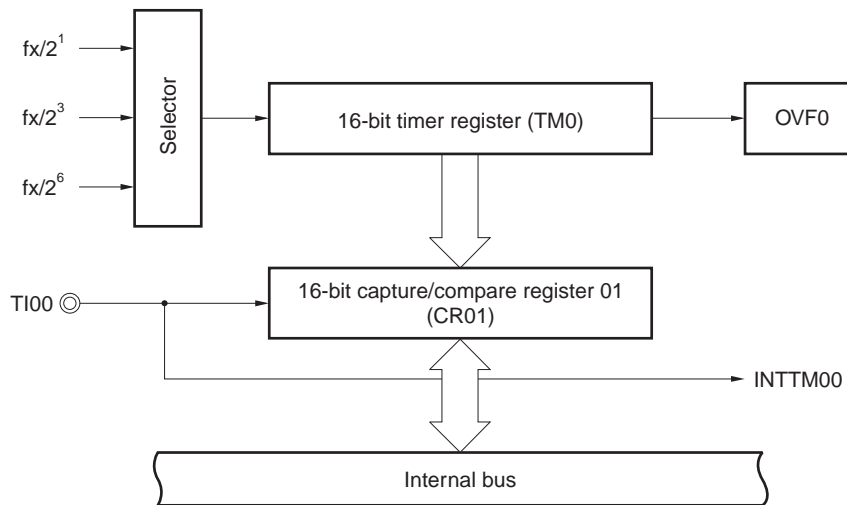 fx/2¹
fx/2³
fx/2⁶
Selector
16-bit timer register (TM0)
OVF0
TI00
16-bit capture/compare register 01
(CR01)
INTTM00
Internal bus